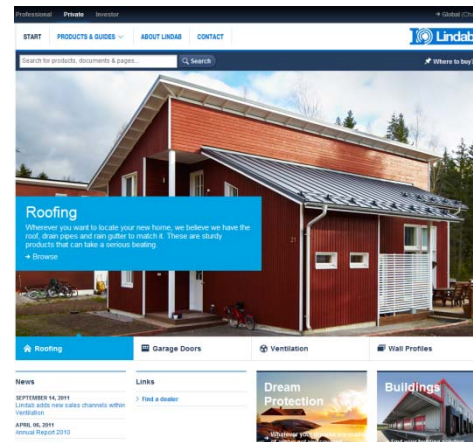 Professional Private Investor
→ Global
START PRODUCTS & GUIDES ABOUT LINDAB CONTACT
Lindab
Search for products, documents & pages... Search
Where to buy?
Roofing
Wherever you want to locate your new home, we believe we have the
roof, drain pipes and rain gutter to match it. These are sturdy
products that can take a serious beating.
→ Browse
Roofing Garage Doors Ventilation Wall Profiles
News
SEPTEMBER 14, 2011
Lindab adds new sales channels within
Ventilation
APRIL 06, 2011
Annual Report 2010
Links
> Find a dealer
Dream
Protection
Buildings